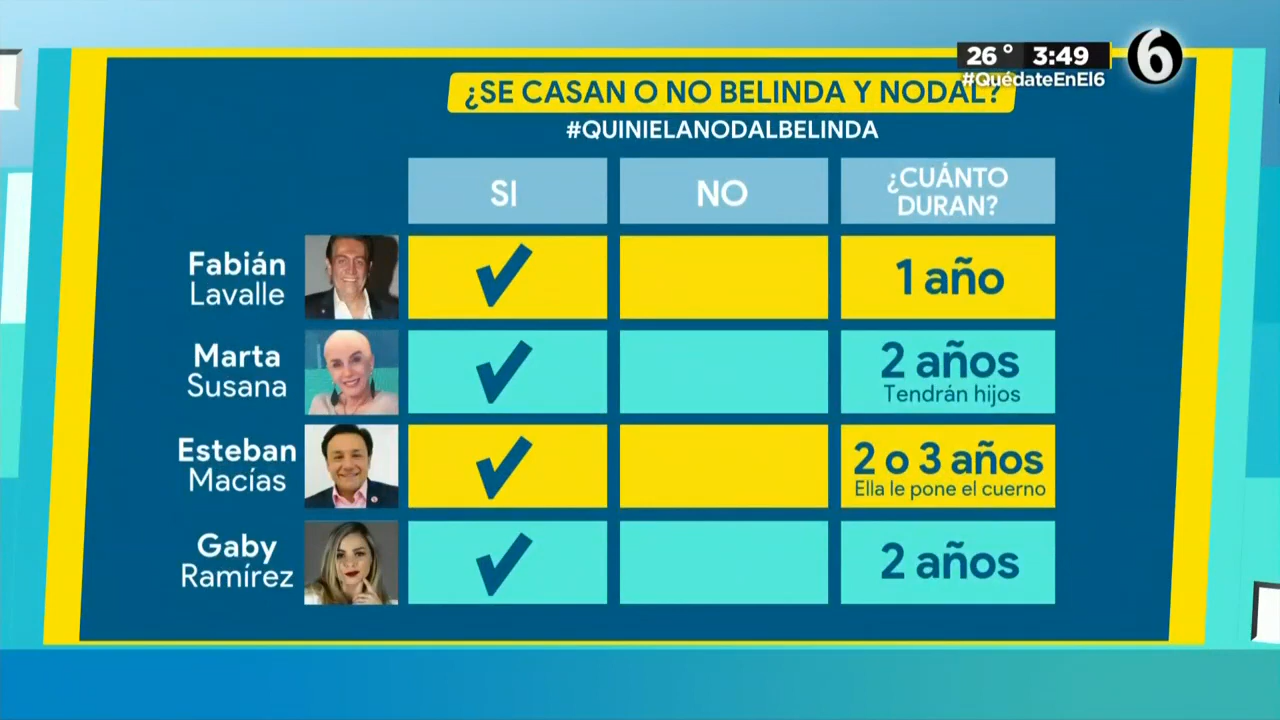 26° 3:49
6
#QuédateEnEl6
¿SE CASAN O NO BELINDA Y NODAL?
#QUINIELANODALBELINDA
SI
NO
¿CUÁNTO
DURAN?
Fabián
Lavalle
1 año
Marta
Susana
2 años
Tendrán hijos
Esteban
Macías
2 o 3 años
Ella le pone el cuerno
Gaby
Ramírez
2 años